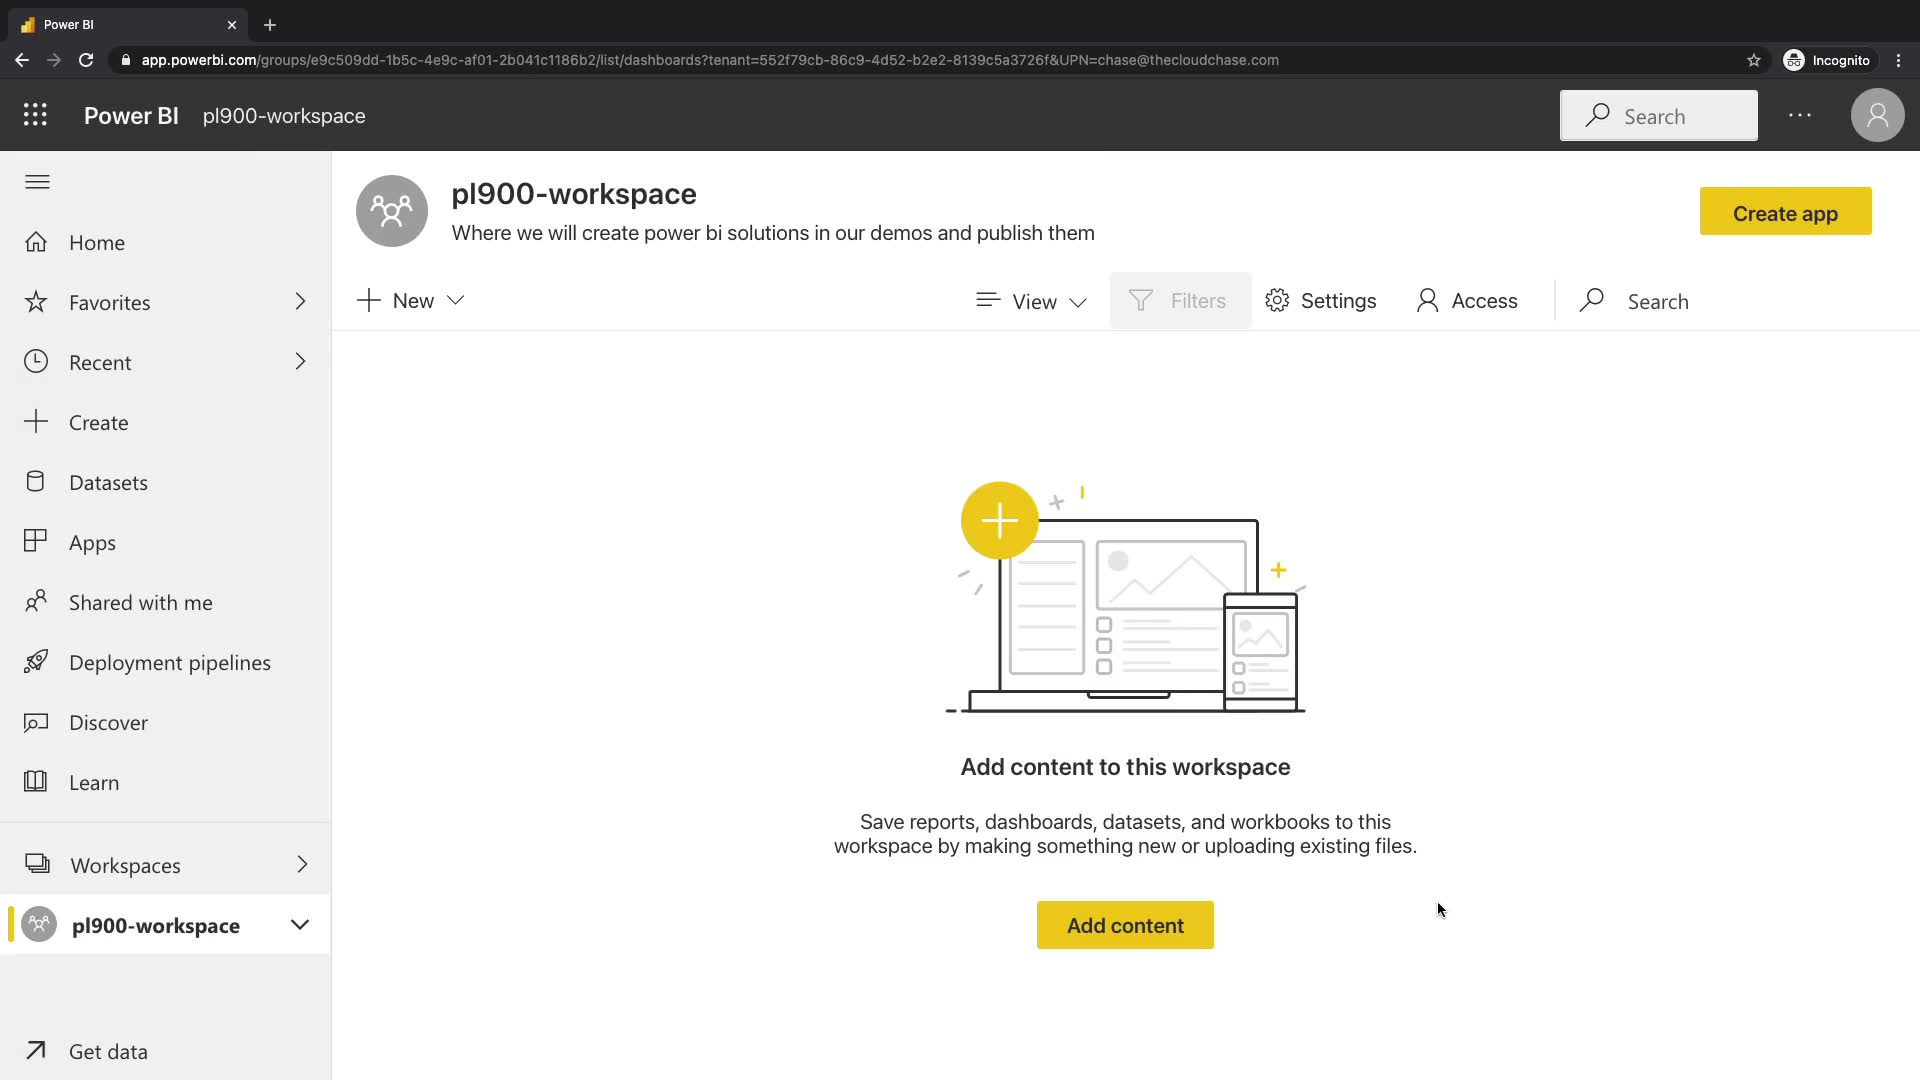 Power BI
app.powerbi.com/groups/e9c509dd-1b5c-4e9c-af01-2b041c1186b2/list/dashboards?tenant=552f79cb-86c9-4d52-b2e2-8139c5a3726f&UPN=chase@thecloudchase.com
Incognito
Power BI pl900-workspace
Search
pl900-workspace
Where we will create power bi solutions in our demos and publish them
Create app
New
View
Filters
Settings
Access
Search
Home
Favorites
Recent
Create
Datasets
Apps
Shared with me
Deployment pipelines
Discover
Learn
Workspaces
pl900-workspace
Get data
Add content to this workspace
Save reports, dashboards, datasets, and workbooks to this
workspace by making something new or uploading existing files.
Add content